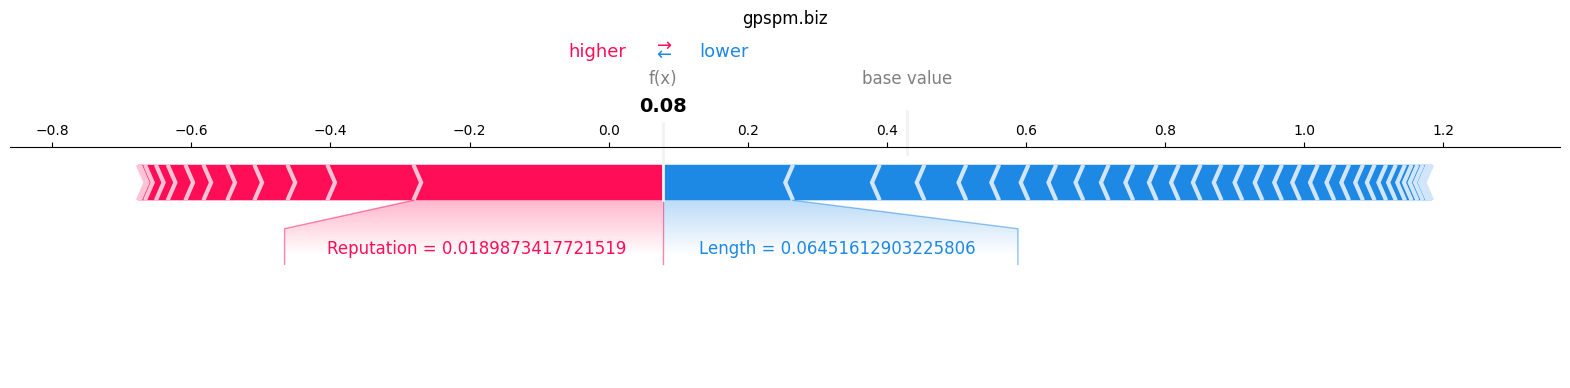 gpspm.biz
higher ⇄ lower
f(x) base value
0.08
−0.8 −0.6 −0.4 −0.2 0.0 0.2 0.4 0.6 0.8 1.0 1.2
Reputation = 0.0189873417721519 Length = 0.06451612903225806